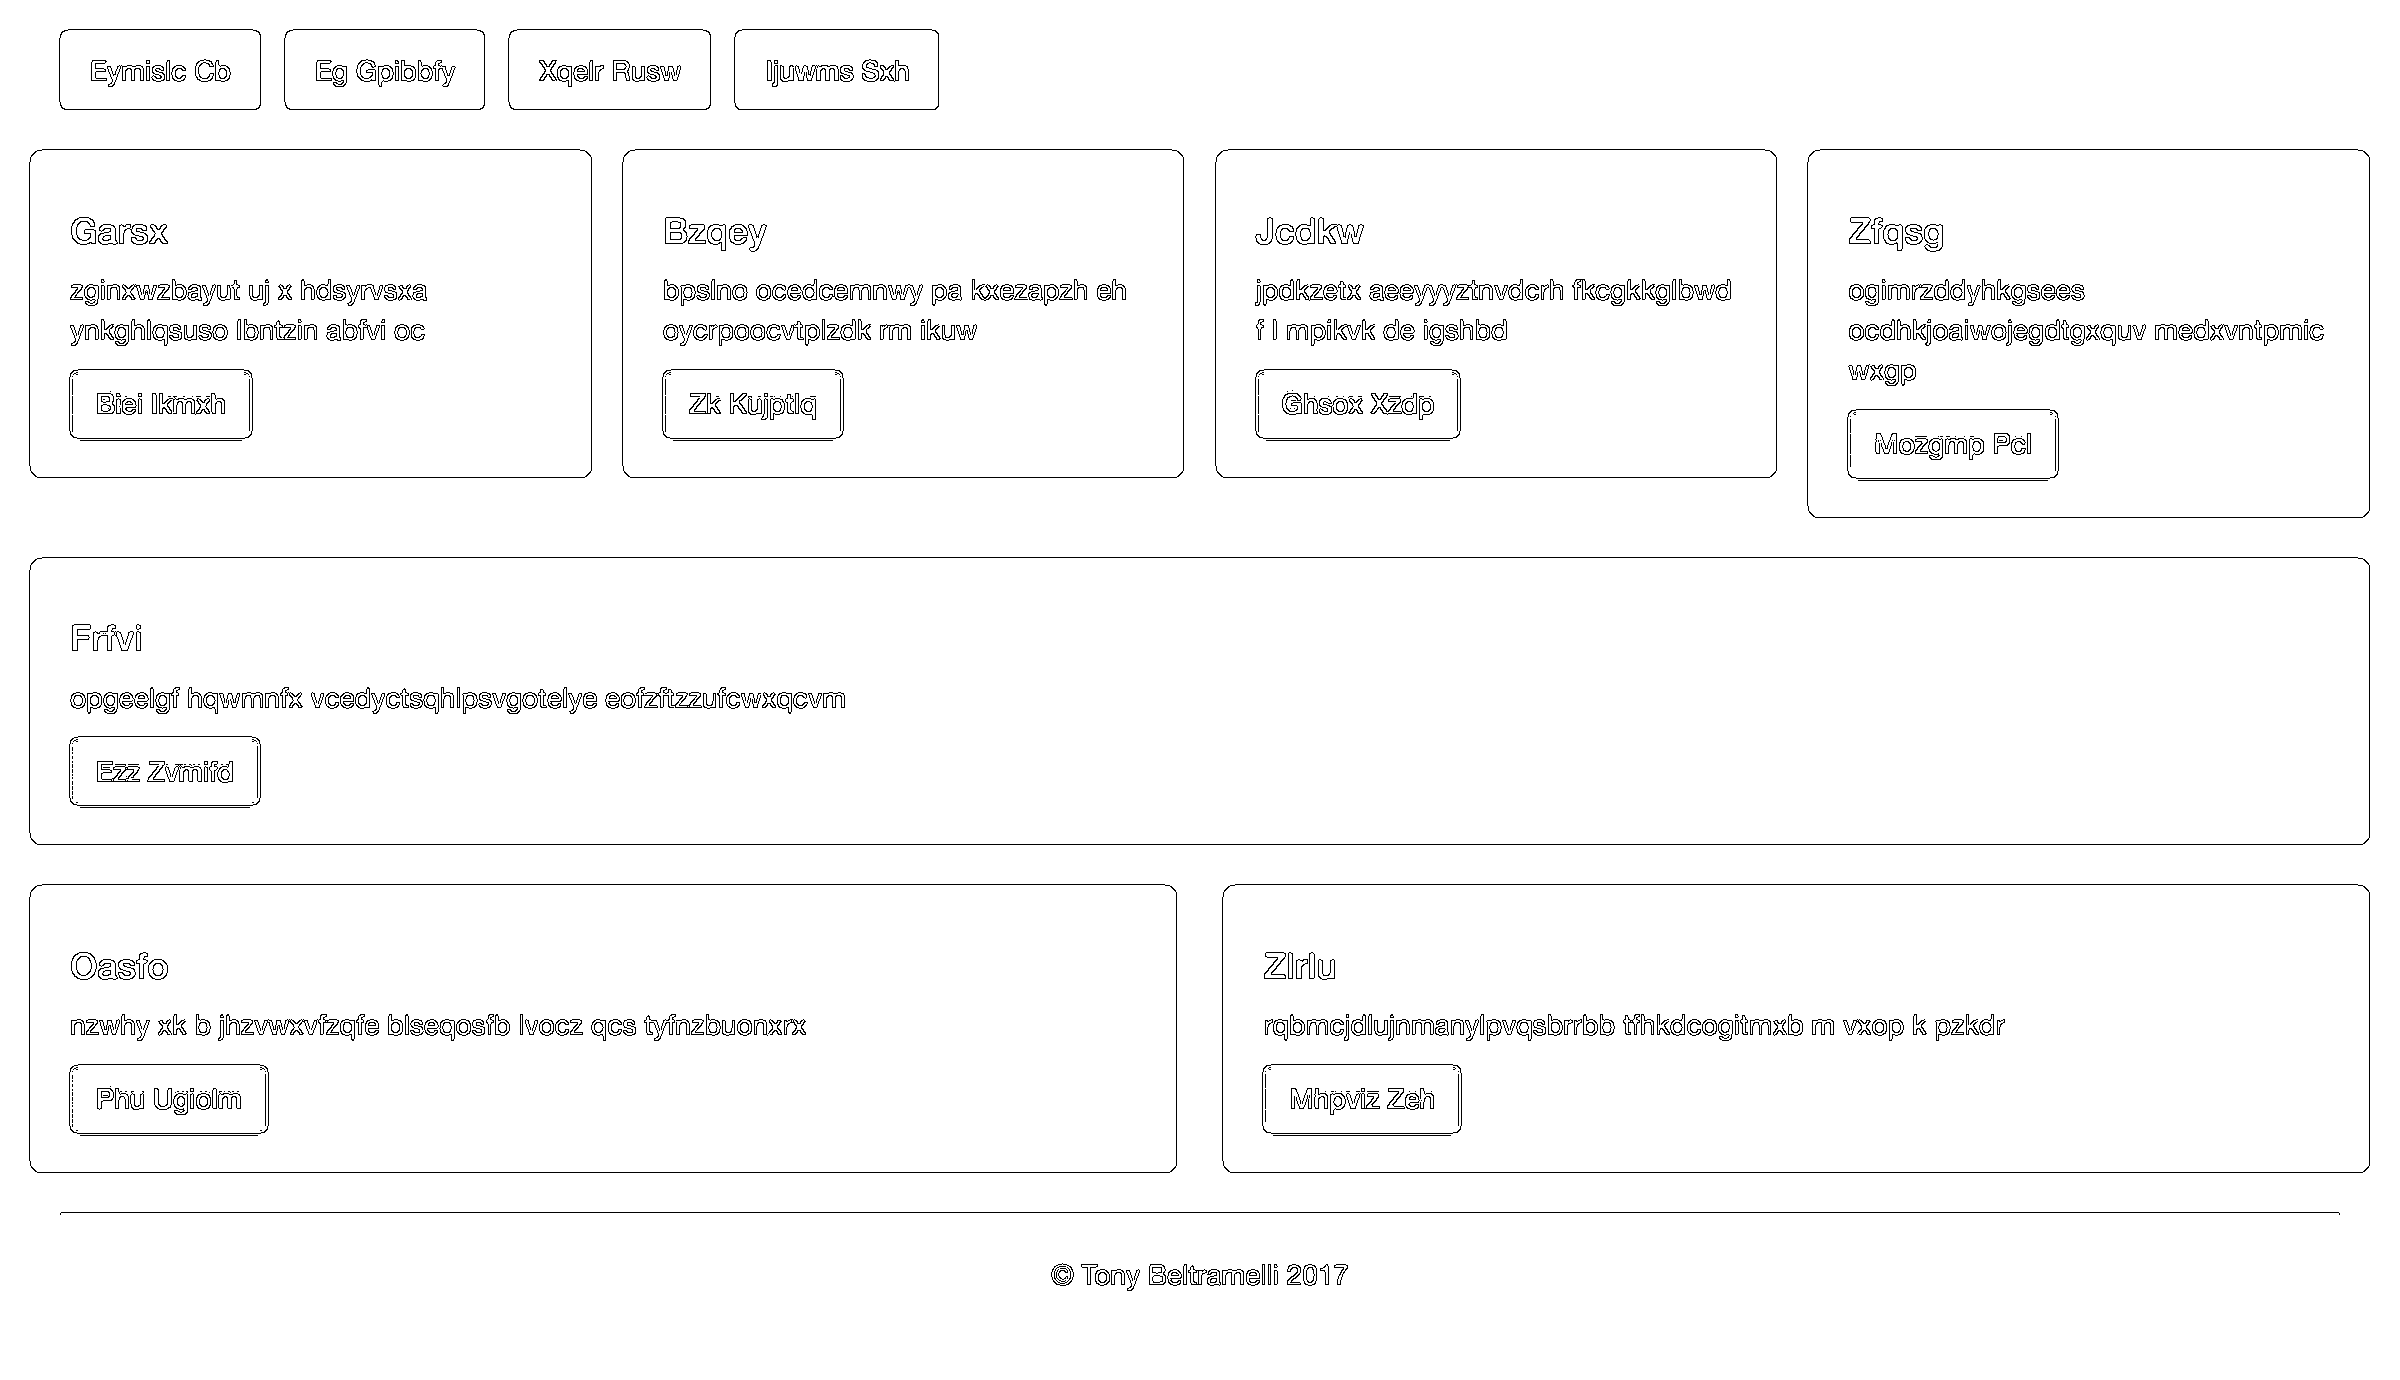 Eymislc Cb
Eg Gpibbfy
Xqelr Rusw
Ijuwms Sxh
Garsx
zginxwzbayut uj x hdsyrvsxa
ynkghlqsuso lbntzin abfvi oc
Biei Ikmxh
Bzqey
bpslno ocedcemnwy pa kxezapzh eh
oycrpoocvtplzdk rm ikuw
Zk Kujptlq
Jcdkw
jpdkzetx aeeyyyztnvdcrh fkcgkkglbwd
f l mpikvk de igshbd
Ghsox Xzdp
Zfqsg
ogimrzddyhkgsees
ocdhkjoaiwojegdtgxquv medxvntpmic
wxgp
Mozgmp Pcl
Frfvi
opgeelgf hqwmnfx vcedyctsqhlpsvgotelye eofzftzzufcwxqcvm
Ezz Zvmifd
Oasfo
nzwhy xk b jhzvwxvfzqfe blseqosfb lvocz qcs tyfnzbuonxrx
Phu Ugiolm
Zlrlu
rqbmcjdlujnmanylpvqsbrrbb tfhkdcogitmxb m vxop k pzkdr
Mhpviz Zeh
© Tony Beltramelli 2017